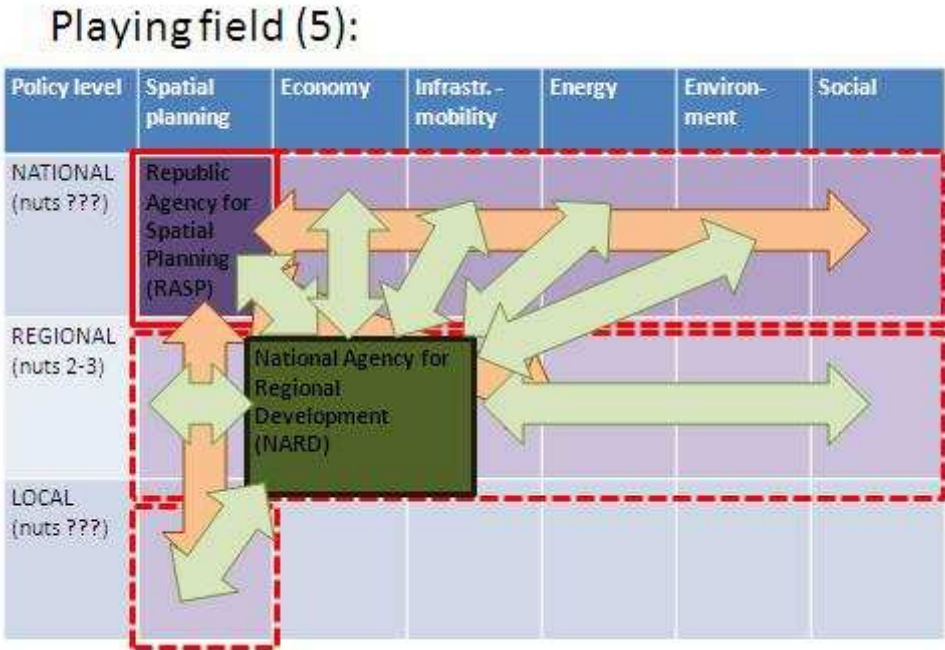 Playing field (5):
Policy level
Spatial
planning
Economy
Infrastr. -
mobility
Energy
Environ-
ment
Social
NATIONAL
(nuts ???)
Republic
Agency for
Spatial
Planning
(RASP)
REGIONAL
(nuts 2-3)
National Agency for
Regional
Development
(NARD)
LOCAL
(nuts ???)